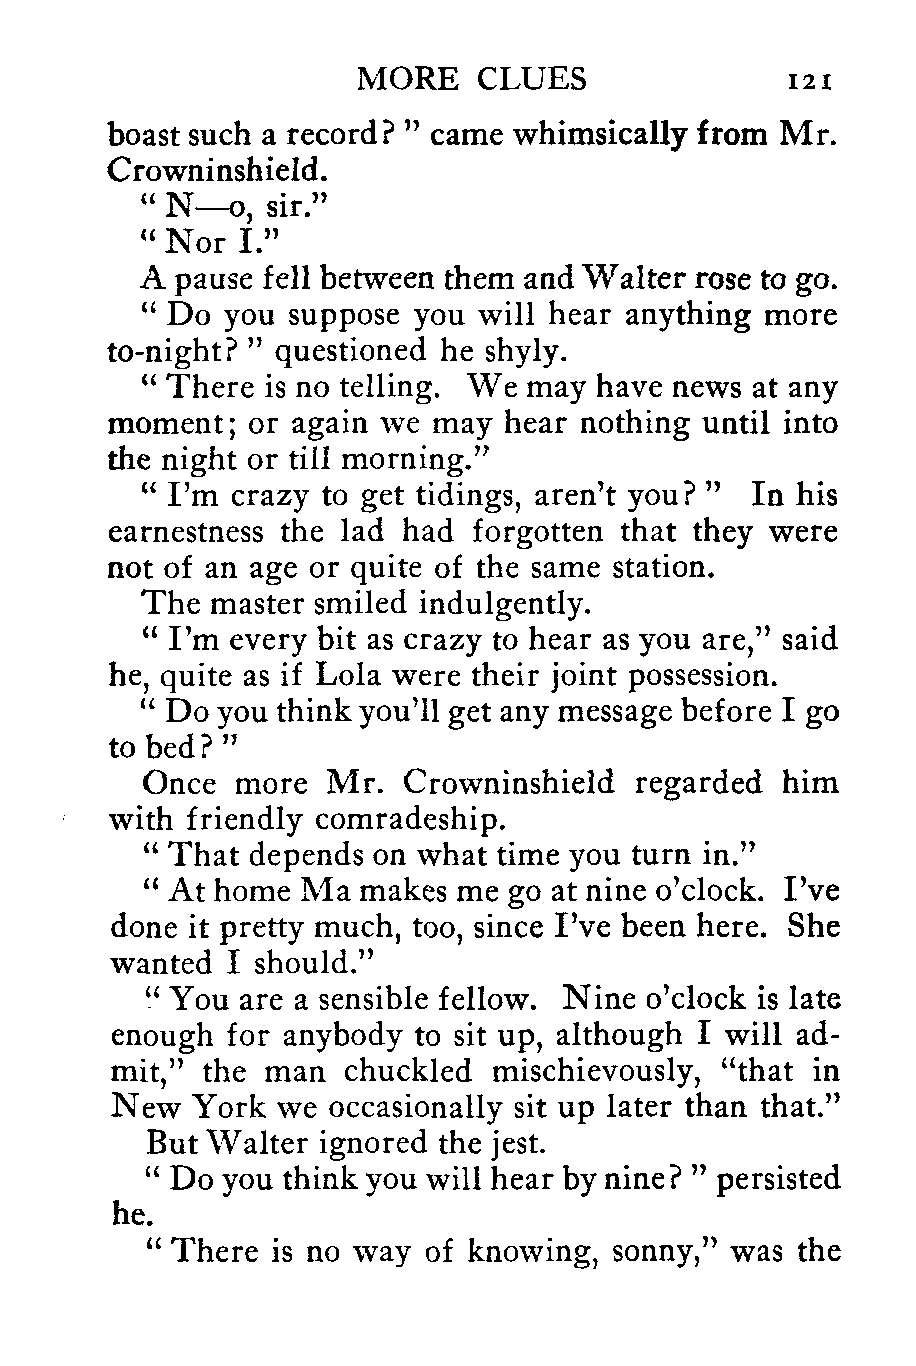 MORE CLUES 121
boast such a record? " came whimsically from Mr.
Crowninshield.
" N—o, sir."
" Nor I."
A pause fell between them and Walter rose to go.
" Do you suppose you will hear anything more
to-night? " questioned he shyly.
" There is no telling. We may have news at any
moment; or again we may hear nothing until into
the night or till morning."
" I'm crazy to get tidings, aren't you? " In his
earnestness the lad had forgotten that they were
not of an age or quite of the same station.
The master smiled indulgently.
" I'm every bit as crazy to hear as you are," said
he, quite as if Lola were their joint possession.
" Do you think you'll get any message before I go
to bed? "
Once more Mr. Crowninshield regarded him
with friendly comradeship.
" That depends on what time you turn in."
" At home Ma makes me go at nine o'clock. I've
done it pretty much, too, since I've been here. She
wanted I should."
" You are a sensible fellow. Nine o'clock is late
enough for anybody to sit up, although I will ad-
mit," the man chuckled mischievously, "that in
New York we occasionally sit up later than that."
But Walter ignored the jest.
" Do you think you will hear by nine? " persisted
he.
" There is no way of knowing, sonny," was the